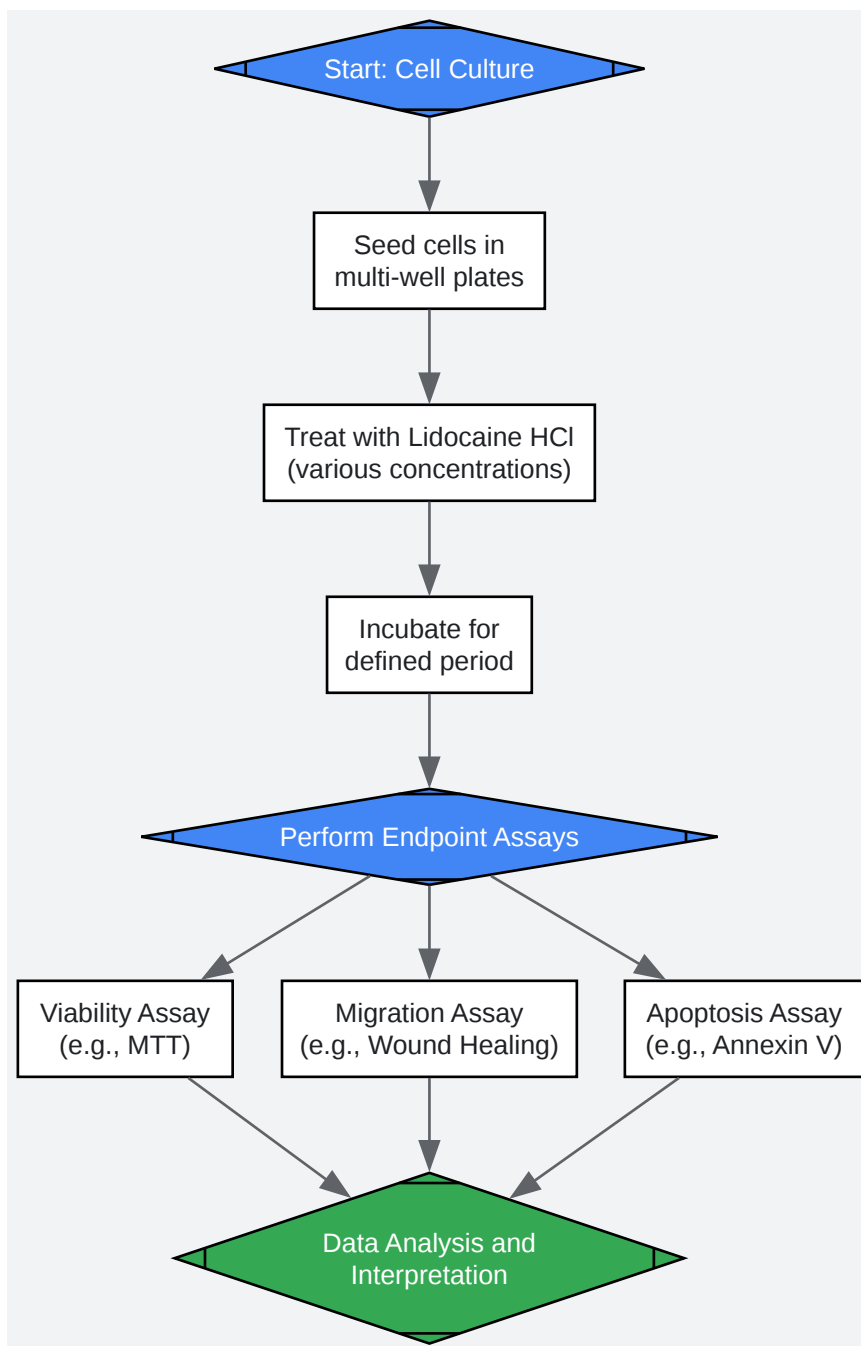 Start: Cell Culture
Seed cells in
multi-well plates
Treat with Lidocaine HCl
(various concentrations)
Incubate for
defined period
Perform Endpoint Assays
Viability Assay
(e.g., MTT)
Migration Assay
(e.g., Wound Healing)
Apoptosis Assay
(e.g., Annexin V)
Data Analysis and
Interpretation